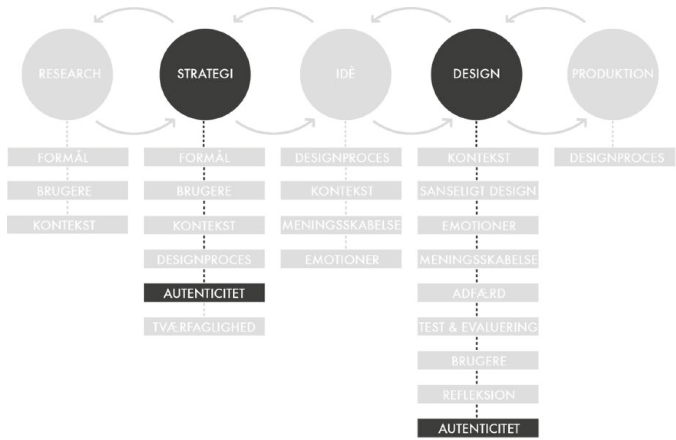 RESEARCH
STRATEGI
IDÉ
DESIGN
PRODUKTION
FORMÅL
BRUGERE
KONTEKST
FORMÅL
BRUGERE
KONTEKST
DESIGNPROCES
AUTENTICITET
TVÆRFAGLIGHED
DESIGNPROCES
KONTEKST
MENINGSSKABELSE
EMOTIONER
KONTEKST
SANSELIGT DESIGN
EMOTIONER
MENINGSSKABELSE
ADFÆRD
TEST & EVALUERING
BRUGERE
REFLEKSION
AUTENTICITET
DESIGNPROCES